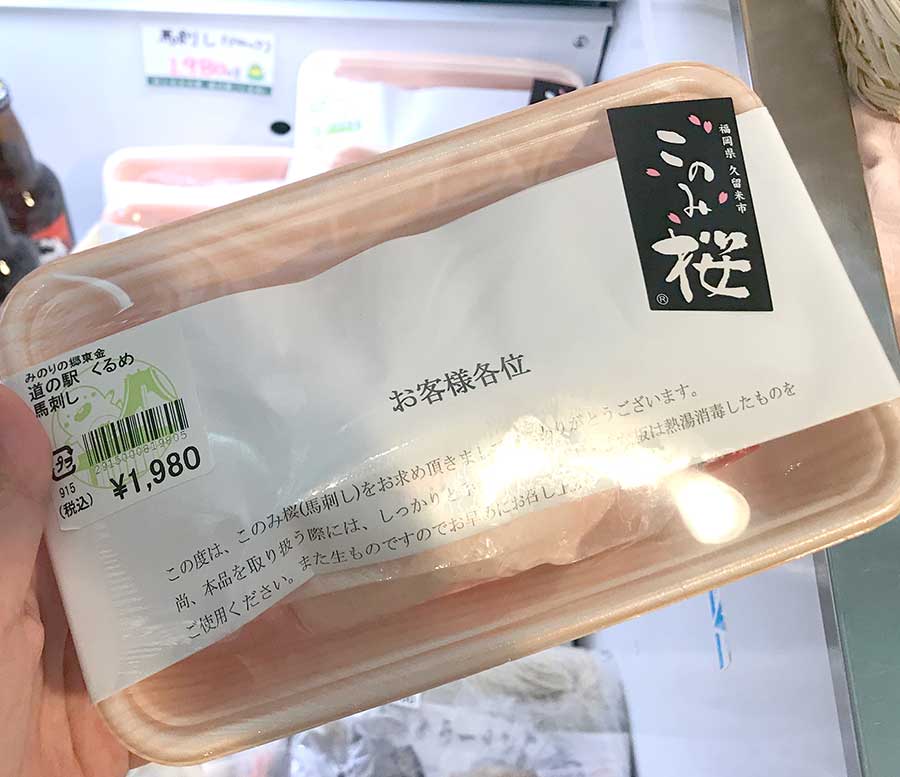 馬刺し
1980
福岡県 久留米市
このみ
桜
®
みのりの郷東金
道の駅 くるめ
馬刺し
2915990899905
915
(税込) ¥1,980
お客様各位
この度は、このみ桜(馬刺し)をお求め頂きまして ありがとうございます。
尚、本品を取り扱う際には、しっかりと 板は熱湯消毒したものを
ご使用ください。また生ものですのでお早めにお召し上